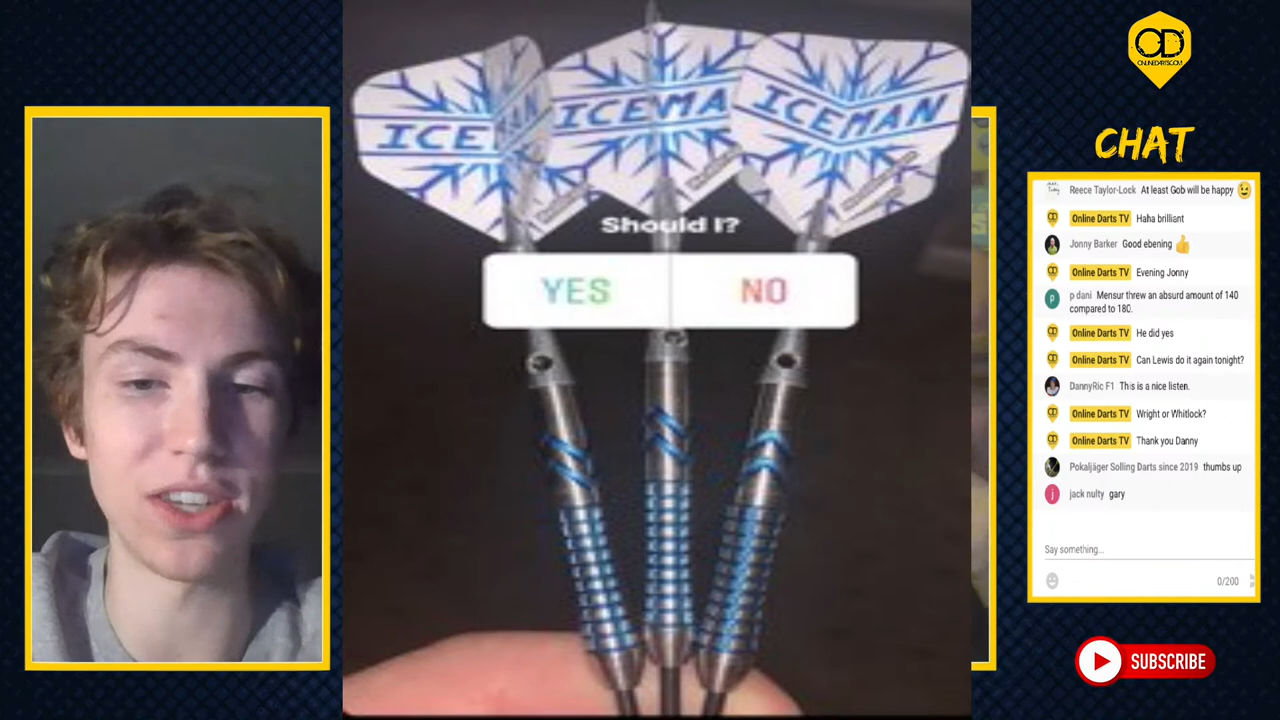 OD
ONLINEDARTS.COM
CHAT
ICEMAN
ICEMA
ICEMAN
Should I?
YES NO
Reece Taylor-Lock At least Gob will be happy
Online Darts TV Haha brilliant
Jonny Barker Good ebening
Online Darts TV Evening Jonny
p dani Mensur threw an absurd amount of 140
compared to 180.
Online Darts TV He did yes
Online Darts TV Can Lewis do it again tonight?
DannyRic F1 This is a nice listen.
Online Darts TV Wright or Whitlock?
Online Darts TV Thank you Danny
Pokaljäger Solling Darts since 2019 thumbs up
jack nulty gary
Say something...
0/200
SUBSCRIBE